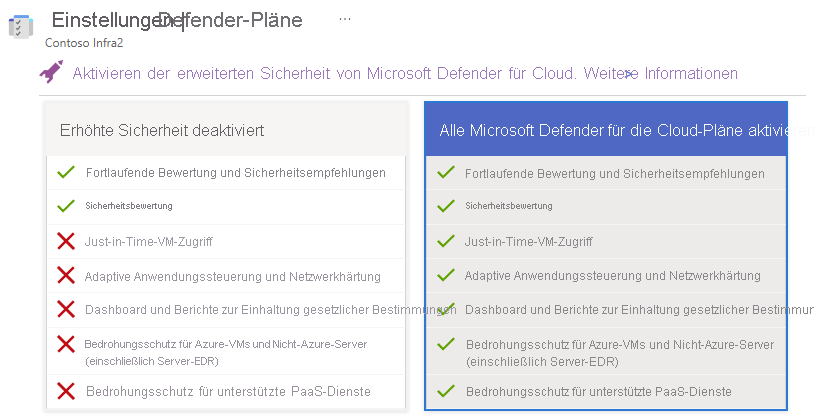 Einstellungen | Defender-Pläne ...
Contoso Infra2
Aktivieren der erweiterten Sicherheit von Microsoft Defender für Cloud. Weitere Informationen >
Erhöhte Sicherheit deaktiviert
Fortlaufende Bewertung und Sicherheitsempfehlungen
Sicherheitsbewertung
Just-in-Time-VM-Zugriff
Adaptive Anwendungssteuerung und Netzwerkhärtung
Dashboard und Berichte zur Einhaltung gesetzlicher Bestimmungen
Bedrohungsschutz für Azure-VMs und Nicht-Azure-Server
(einschließlich Server-EDR)
Bedrohungsschutz für unterstützte PaaS-Dienste
Alle Microsoft Defender für die Cloud-Pläne aktivieren
Fortlaufende Bewertung und Sicherheitsempfehlungen
Sicherheitsbewertung
Just-in-Time-VM-Zugriff
Adaptive Anwendungssteuerung und Netzwerkhärtung
Dashboard und Berichte zur Einhaltung gesetzlicher
Bedrohungsschutz für Azure-VMs und Nicht-Azure-Server
(einschließlich Server-EDR)
Bedrohungsschutz für unterstützte PaaS-Dienste